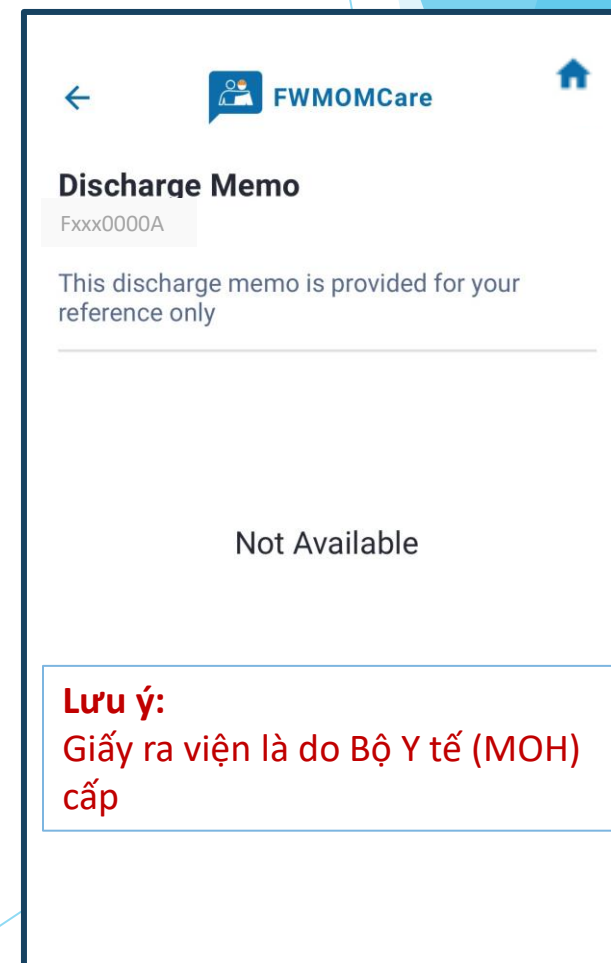 FWMOMCare
Discharge Memo
Fxxx0000A
This discharge memo is provided for your
reference only
Not Available
Lưu ý:
Giấy ra viện là do Bộ Y tế (MOH)
cấp